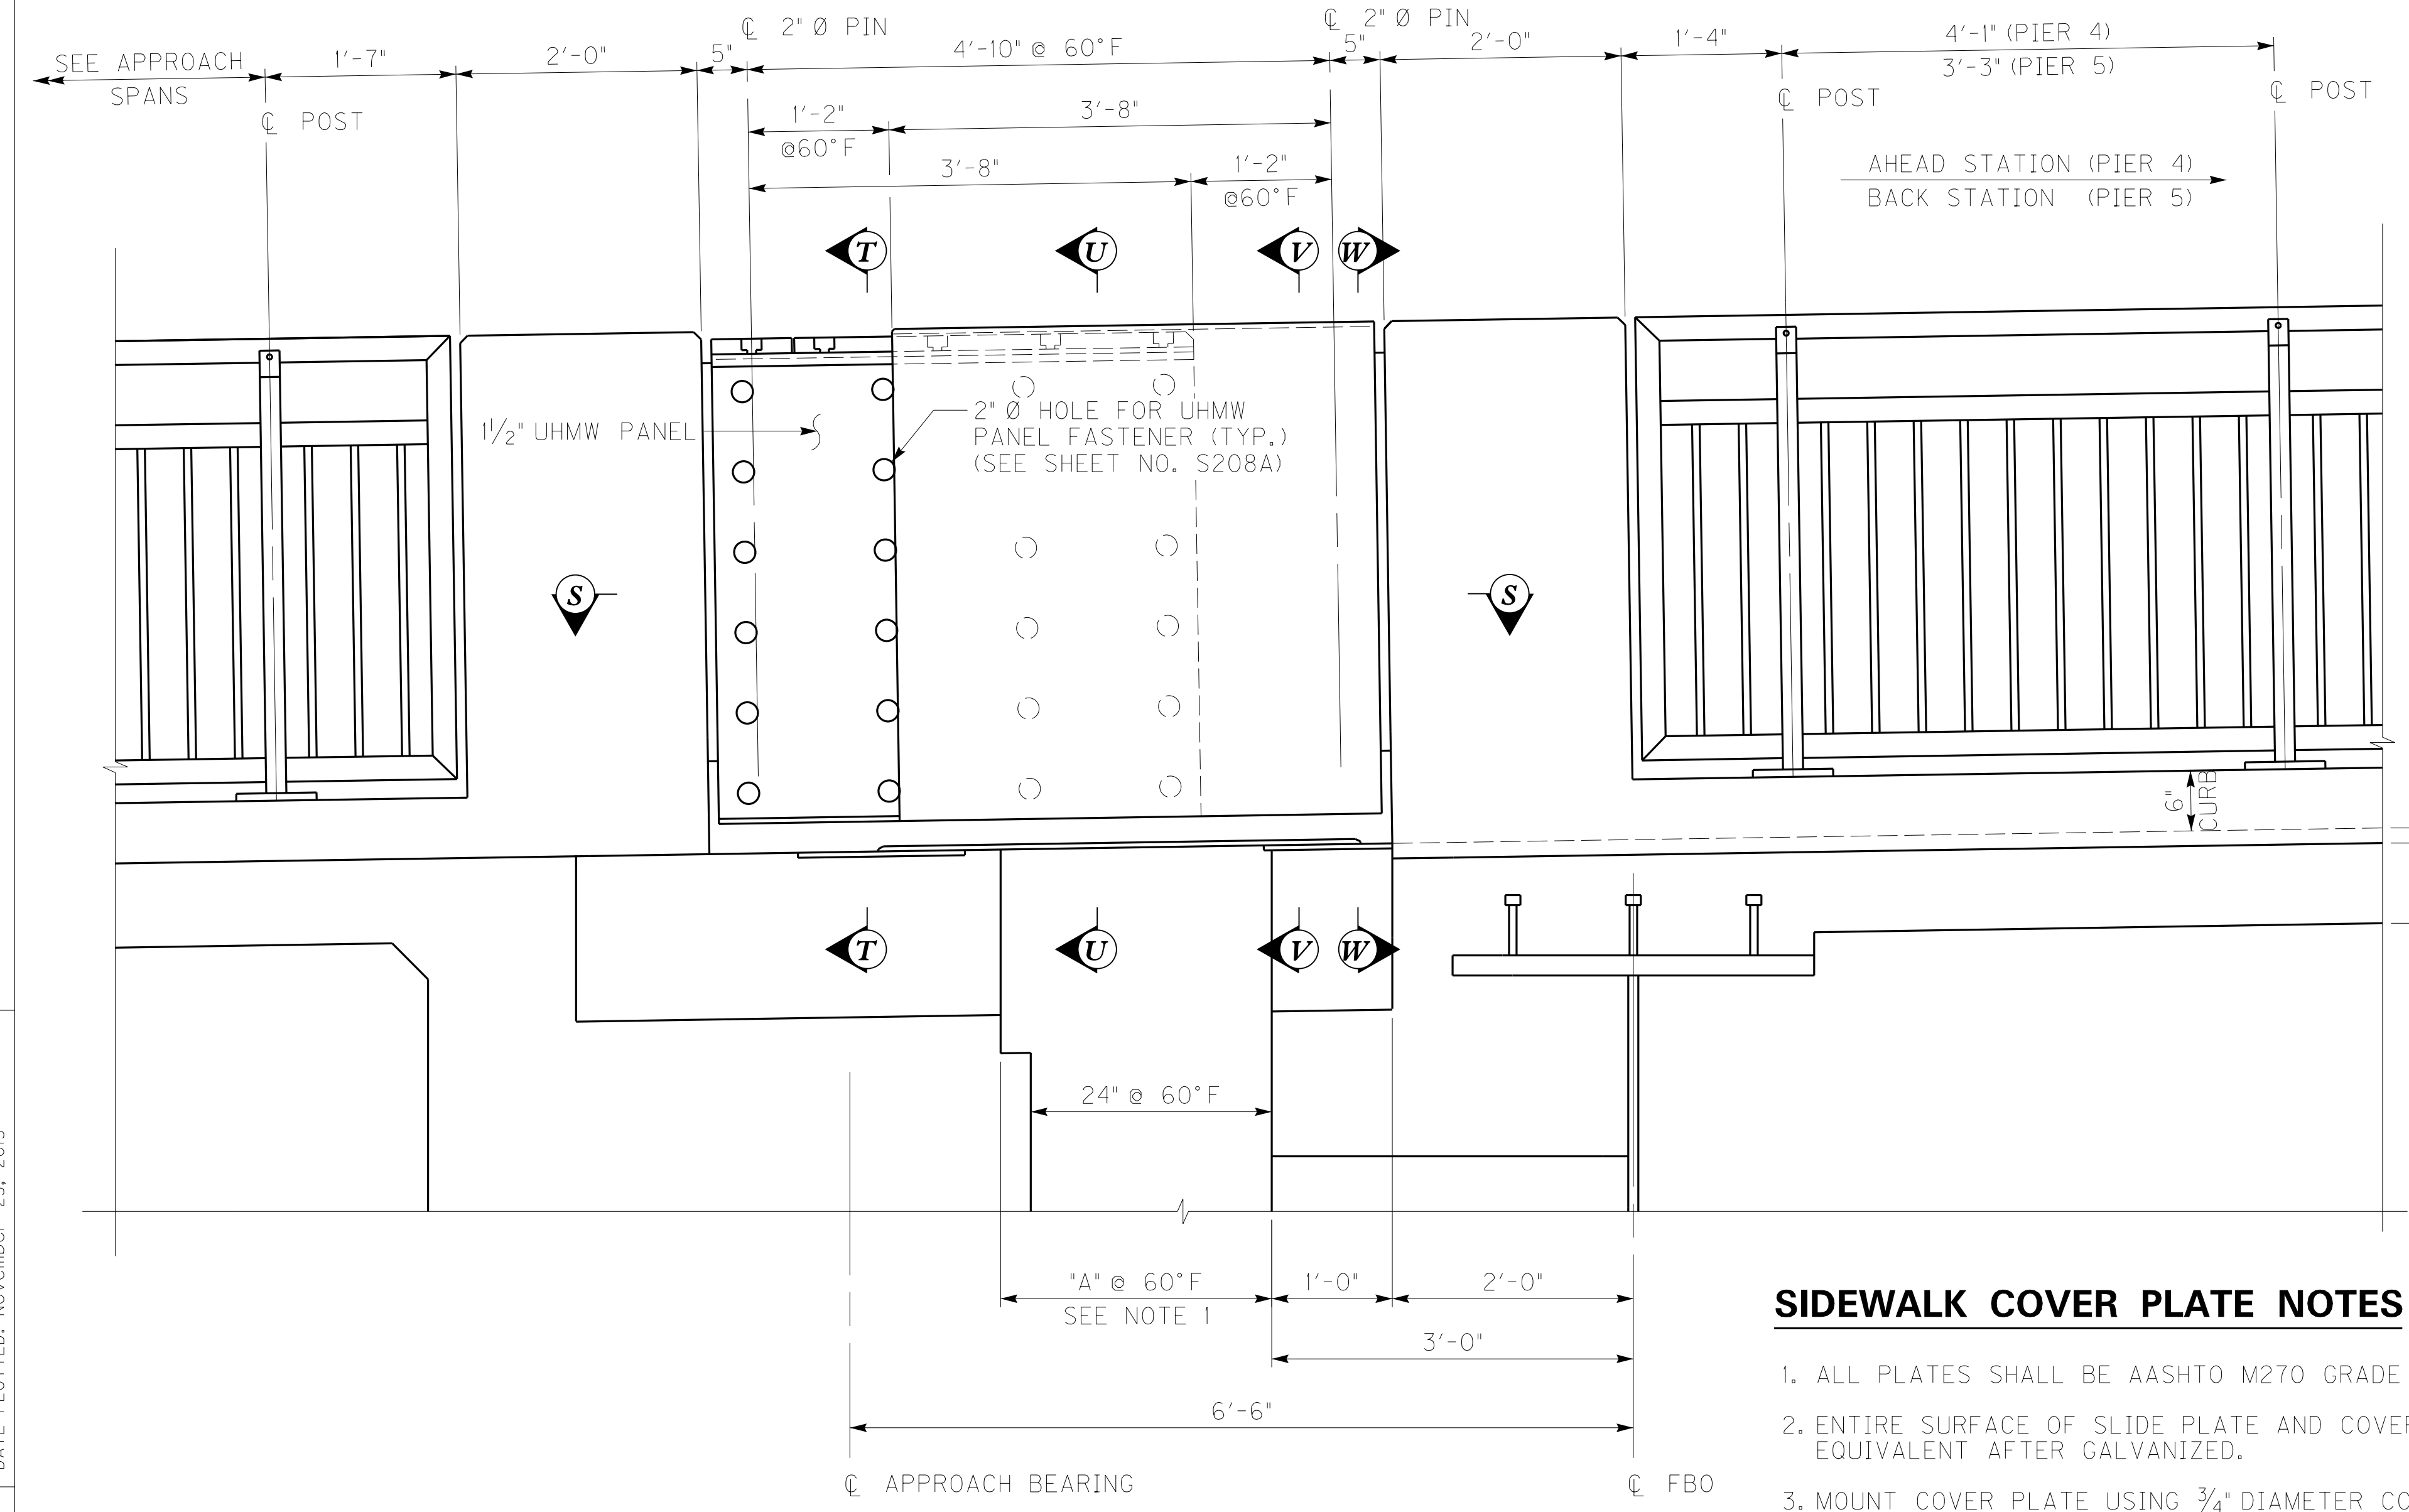 ℄ 2" Ø PIN
℄ 2" Ø PIN
SEE APPROACH
SPANS
1'-7"
2'-0"
5"
4'-10" @ 60°F
5"
2'-0"
1'-4"
4'-1" (PIER 4)
3'-3" (PIER 5)
℄ POST
℄ POST
℄ POST
1'-2"
@60°F
3'-8"
3'-8"
1'-2"
@60°F
AHEAD STATION (PIER 4)
BACK STATION (PIER 5)
T
U
V
W
1 1/2" UHMW PANEL
2" Ø HOLE FOR UHMW
PANEL FASTENER (TYP.)
(SEE SHEET NO. S208A)
S
S
6"
CURB
T
U
V
W
24" @ 60°F
"A" @ 60°F
SEE NOTE 1
1'-0"
2'-0"
3'-0"
6'-6"
℄ APPROACH BEARING
℄ FBO
SIDEWALK COVER PLATE NOTES
1. ALL PLATES SHALL BE AASHTO M270 GRADE
2. ENTIRE SURFACE OF SLIDE PLATE AND COVER
EQUIVALENT AFTER GALVANIZED.
3. MOUNT COVER PLATE USING 3/4" DIAMETER CO